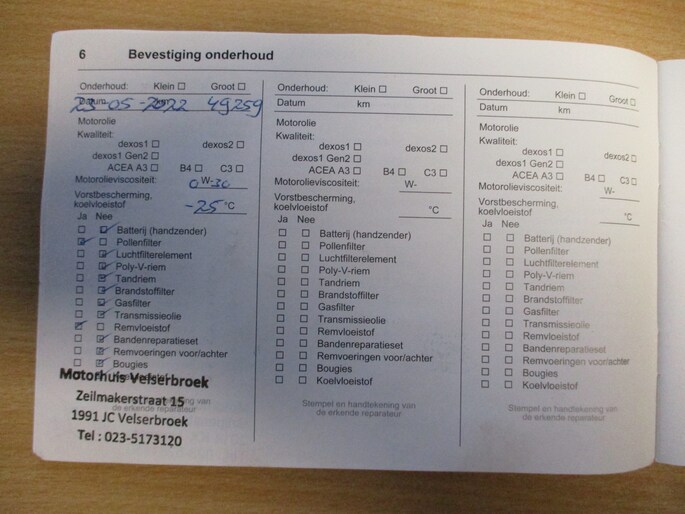 6 Bevestiging onderhoud
Onderhoud: Klein ☐ Groot ☐
Datum
23-05-2022 49259
Motorolie
Kwaliteit:
dexos1 ☐ dexos2 ☐
dexos1 Gen2 ☐
ACEA A3 ☐ B4 ☐ C3 ☐
Motorolieviscositeit: 0 W-30
Vorstbescherming,
koelvloeistof -25 °C
Ja Nee
Batterij (handzender)
Pollenfilter
Luchtfilterelement
Poly-V-riem
Tandriem
Brandstoffilter
Gasfilter
Transmissieolie
Remvloeistof
Bandenreparatieset
Remvoeringen voor/achter
Bougies
Motorhuis Velserbroek
Zeilmakerstraat 15
1991 JC Velserbroek
Tel : 023-5173120
van
de erkende reparateur
Onderhoud: Klein ☐ Groot ☐
Datum km
Motorolie
Kwaliteit:
dexos1 ☐ dexos2 ☐
dexos1 Gen2 ☐
ACEA A3 ☐ B4 ☐ C3 ☐
Motorolieviscositeit: W-
Vorstbescherming,
koelvloeistof °C
Ja Nee
☐ ☐ Batterij (handzender)
☐ ☐ Pollenfilter
☐ ☐ Luchtfilterelement
☐ ☐ Poly-V-riem
☐ ☐ Tandriem
☐ ☐ Brandstoffilter
☐ ☐ Gasfilter
☐ ☐ Transmissieolie
☐ ☐ Remvloeistof
☐ ☐ Bandenreparatieset
☐ ☐ Remvoeringen voor/achter
☐ ☐ Bougies
☐ ☐ Koelvloeistof
Stempel en handtekening van
de erkende reparateur
Onderhoud: Klein ☐ Groot ☐
Datum km
Motorolie
Kwaliteit:
dexos1 ☐ dexos2 ☐
dexos1 Gen2 ☐
ACEA A3 ☐ B4 ☐ C3 ☐
Motorolieviscositeit: W-
Vorstbescherming,
koelvloeistof °C
Ja Nee
☐ ☐ Batterij (handzender)
☐ ☐ Pollenfilter
☐ ☐ Luchtfilterelement
☐ ☐ Poly-V-riem
☐ ☐ Tandriem
☐ ☐ Brandstoffilter
☐ ☐ Gasfilter
☐ ☐ Transmissieolie
☐ ☐ Remvloeistof
☐ ☐ Bandenreparatieset
☐ ☐ Remvoeringen voor/achter
☐ ☐ Bougies
☐ ☐ Koelvloeistof
Stempel en handtekening van
de erkende reparateur